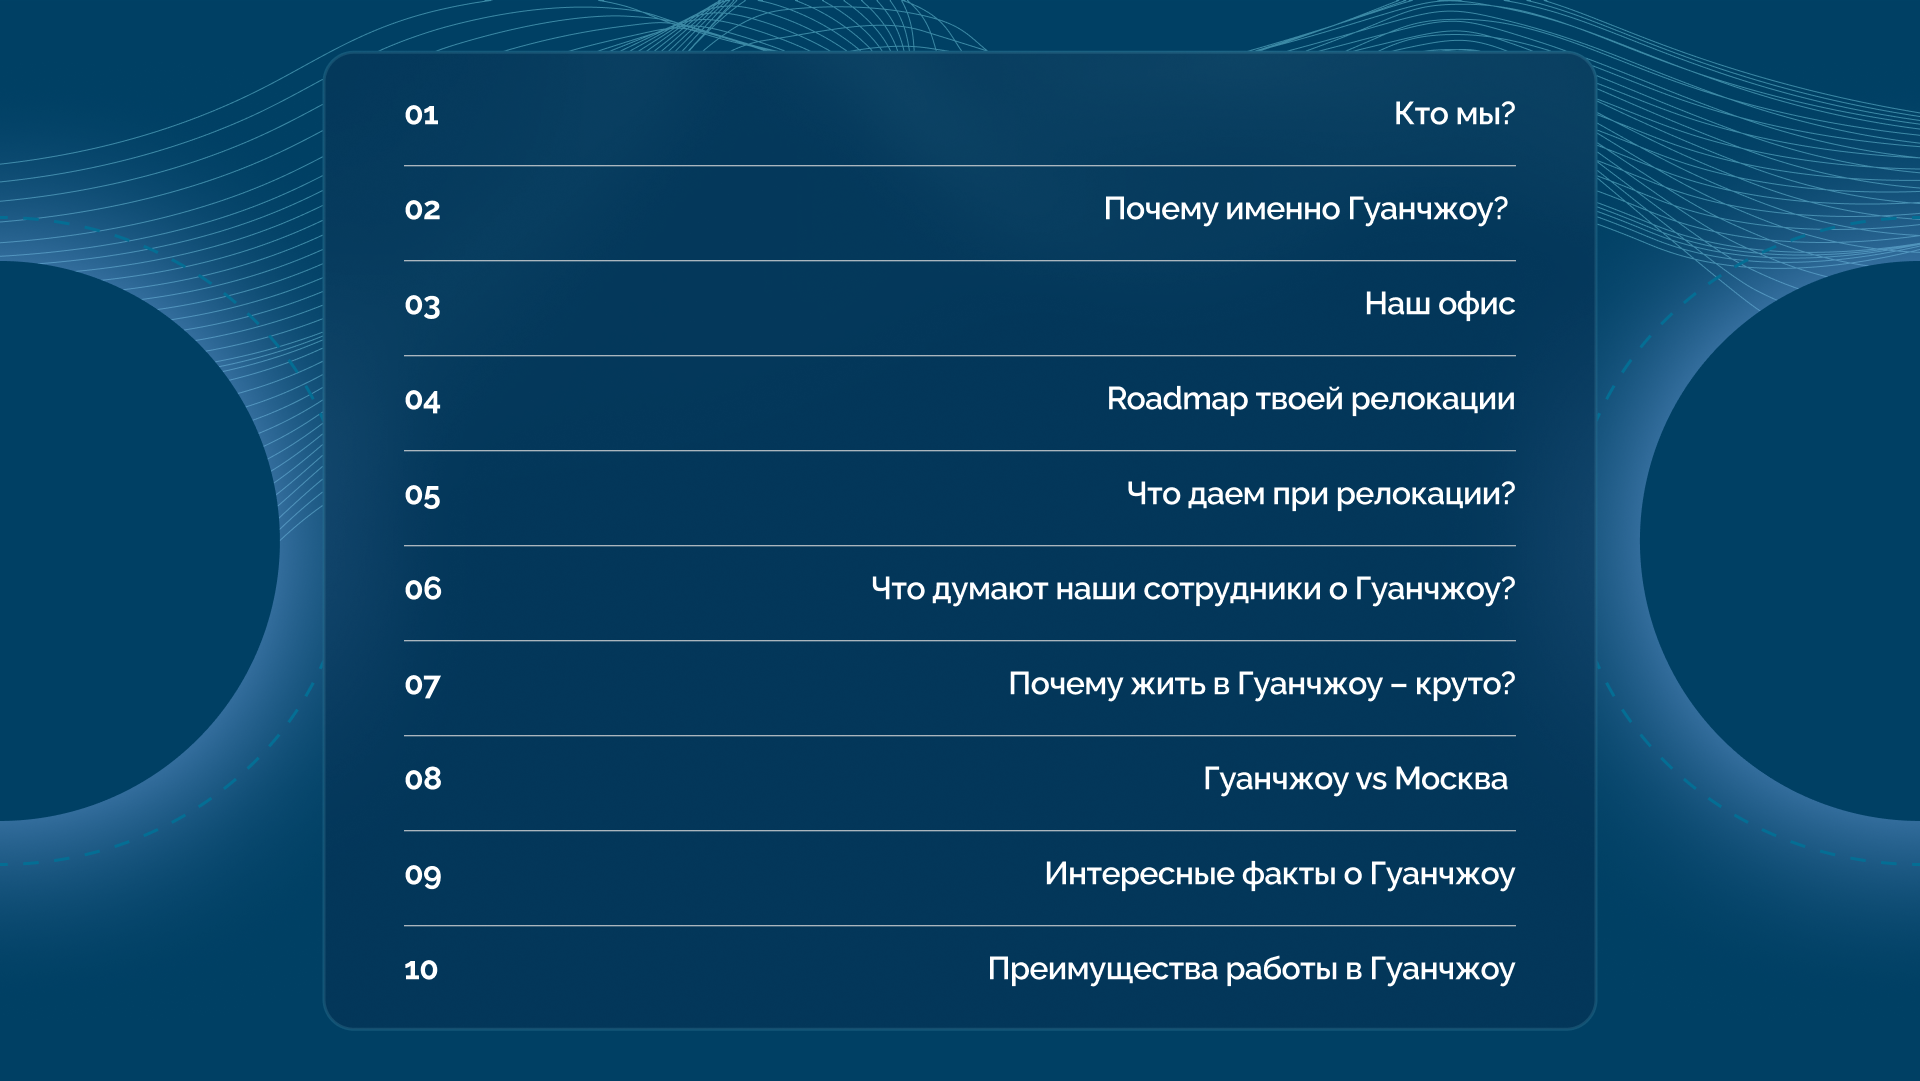 01 Кто мы?
02 Почему именно Гуанчжоу?
03 Наш офис
04 Roadmap твоей релокации
05 Что даем при релокации?
06 Что думают наши сотрудники о Гуанчжоу?
07 Почему жить в Гуанчжоу – круто?
08 Гуанчжоу vs Москва
09 Интересные факты о Гуанчжоу
10 Преимущества работы в Гуанчжоу